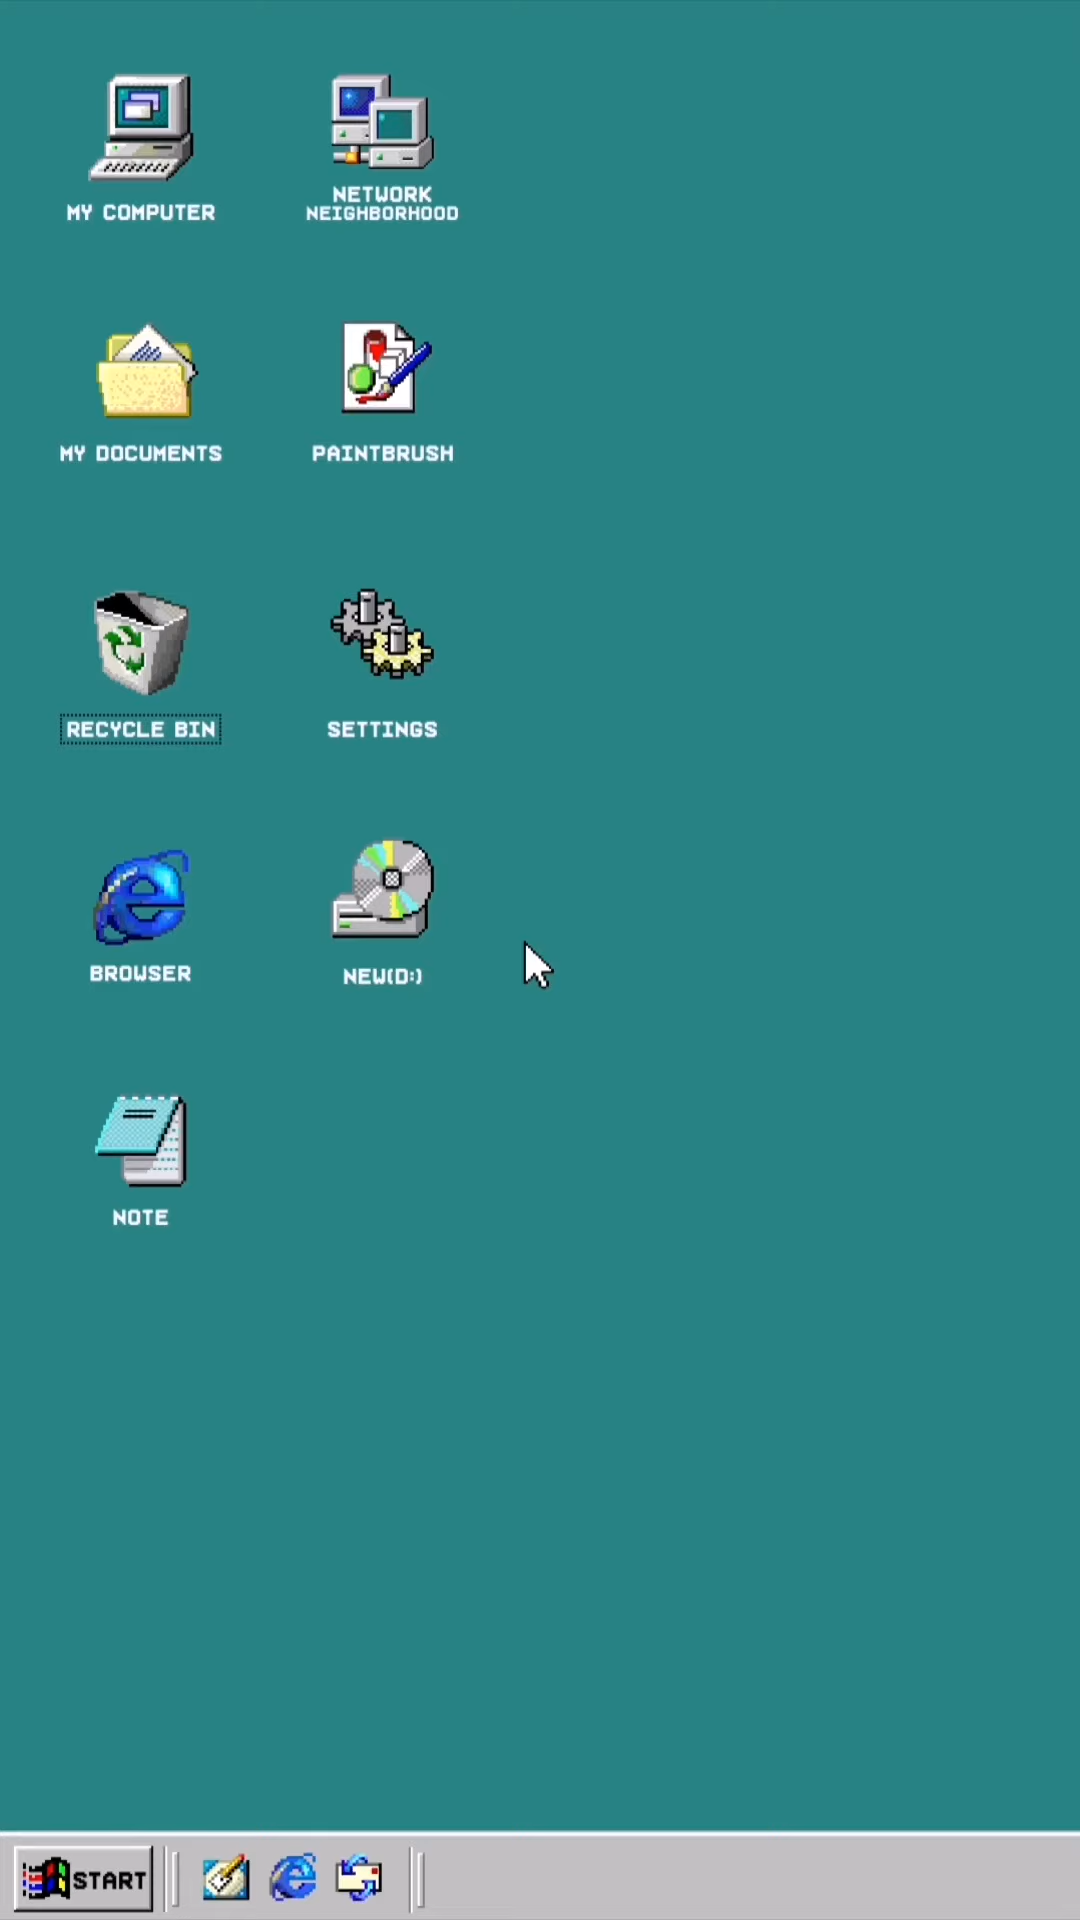 MY COMPUTER
NETWORK
NEIGHBORHOOD
MY DOCUMENTS
PAINTBRUSH
RECYCLE BIN
SETTINGS
BROWSER
NEW(D:)
NOTE
START